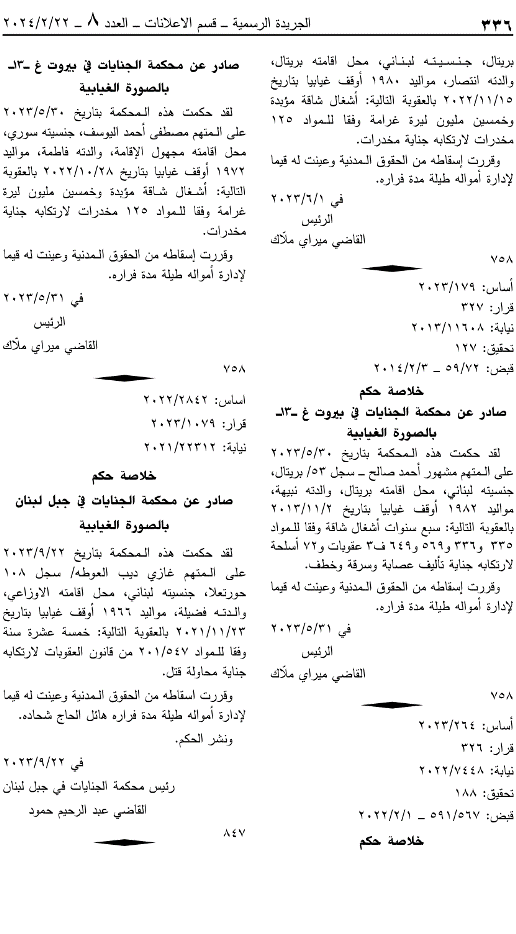 ٣٣٦
الجريدة الرسمية – قسم الاعلانات – العدد ٨ – ٢٠٢٤/٢/٢٢
بريتال، جنسيته لبناني، محل اقامته بريتال،
والدته انتصار، مواليد ١٩٨٠ أوقف غيابيا بتاريخ
٢٠٢٢/١١/١٥ بالعقوبة التالية: أشغال شاقة مؤبدة
وخمسين مليون ليرة غرامة وفقا للمواد ١٢٥
مخدرات لارتكابه جناية مخدرات.
وقررت إسقاطه من الحقوق المدنية وعينت له قيما
لإدارة أمواله طيلة مدة فراره.
في ٢٠٢٣/٦/١
الرئيس
القاضي ميراي ملاّك
٧٥٨
أساس: ٢٠٢٣/١٧٩
قرار: ٣٢٧
نيابة: ٢٠١٣/١١٦٠٨
تحقيق: ١٢٧
قبض: ٥٩/٧٢ – ٢٠١٤/٢/٣
خلاصة حكم
صادر عن محكمة الجنايات في بيروت غ –١٣–
بالصورة الغيابية
لقد حكمت هذه المحكمة بتاريخ ٢٠٢٣/٥/٣٠
على المتهم مشهور أحمد صالح – سجل ٥٣/ بريتال،
جنسيته لبناني، محل اقامته بريتال، والدته نبيهة،
مواليد ١٩٨٢ أوقف غيابيا بتاريخ ٢٠١٣/١١/٢
بالعقوبة التالية: سبع سنوات أشغال شاقة وفقا للمواد
٣٣٥ و٣٣٦ و٥٦٩ و٦٤٩ ف٣ عقوبات و٧٢ أسلحة
لارتكابه جناية تأليف عصابة وسرقة وخطف.
وقررت إسقاطه من الحقوق المدنية وعينت له قيما
لإدارة أمواله طيلة مدة فراره.
في ٢٠٢٣/٥/٣١
الرئيس
القاضي ميراي ملاّك
٧٥٨
أساس: ٢٠٢٣/٢٦٤
قرار: ٣٢٦
نيابة: ٢٠٢٢/٧٤٤٨
تحقيق: ١٨٨
قبض: ٥٩١/٥٦٧ – ٢٠٢٢/٢/١
خلاصة حكم
صادر عن محكمة الجنايات في بيروت غ –١٣–
بالصورة الغيابية
لقد حكمت هذه المحكمة بتاريخ ٢٠٢٣/٥/٣٠
على المتهم مصطفى أحمد اليوسف، جنسيته سوري،
محل اقامته مجهول الإقامة، والدته فاطمة، مواليد
١٩٧٢ أوقف غيابيا بتاريخ ٢٠٢٢/١٠/٢٨ بالعقوبة
التالية: أشغال شاقة مؤبدة وخمسين مليون ليرة
غرامة وفقا للمواد ١٢٥ مخدرات لارتكابه جناية
مخدرات.
وقررت إسقاطه من الحقوق المدنية وعينت له قيما
لإدارة أمواله طيلة مدة فراره.
في ٢٠٢٣/٥/٣١
الرئيس
القاضي ميراي ملاّك
٧٥٨
اساس: ٢٠٢٢/٢٨٤٢
قرار: ٢٠٢٣/١٠٧٩
نيابة: ٢٠٢١/٢٢٣١٢
خلاصة حكم
صادر عن محكمة الجنايات في جبل لبنان
بالصورة الغيابية
لقد حكمت هذه المحكمة بتاريخ ٢٠٢٣/٩/٢٢
على المتهم غازي ديب العوطه/ سجل ١٠٨
حورتعلا، جنسيته لبناني، محل اقامته الاوزاعي،
والدته فضيلة، مواليد ١٩٦٦ أوقف غيابيا بتاريخ
٢٠٢١/١١/٢٣ بالعقوبة التالية: خمسة عشرة سنة
وفقا للمواد ٢٠١/٥٤٧ من قانون العقوبات لارتكابه
جناية محاولة قتل.
وقررت اسقاطه من الحقوق المدنية وعينت له قيما
لإدارة أمواله طيلة مدة فراره هائل الحاج شحاده.
ونشر الحكم.
في ٢٠٢٣/٩/٢٢
رئيس محكمة الجنايات في جبل لبنان
القاضي عبد الرحيم حمود
٨٤٧